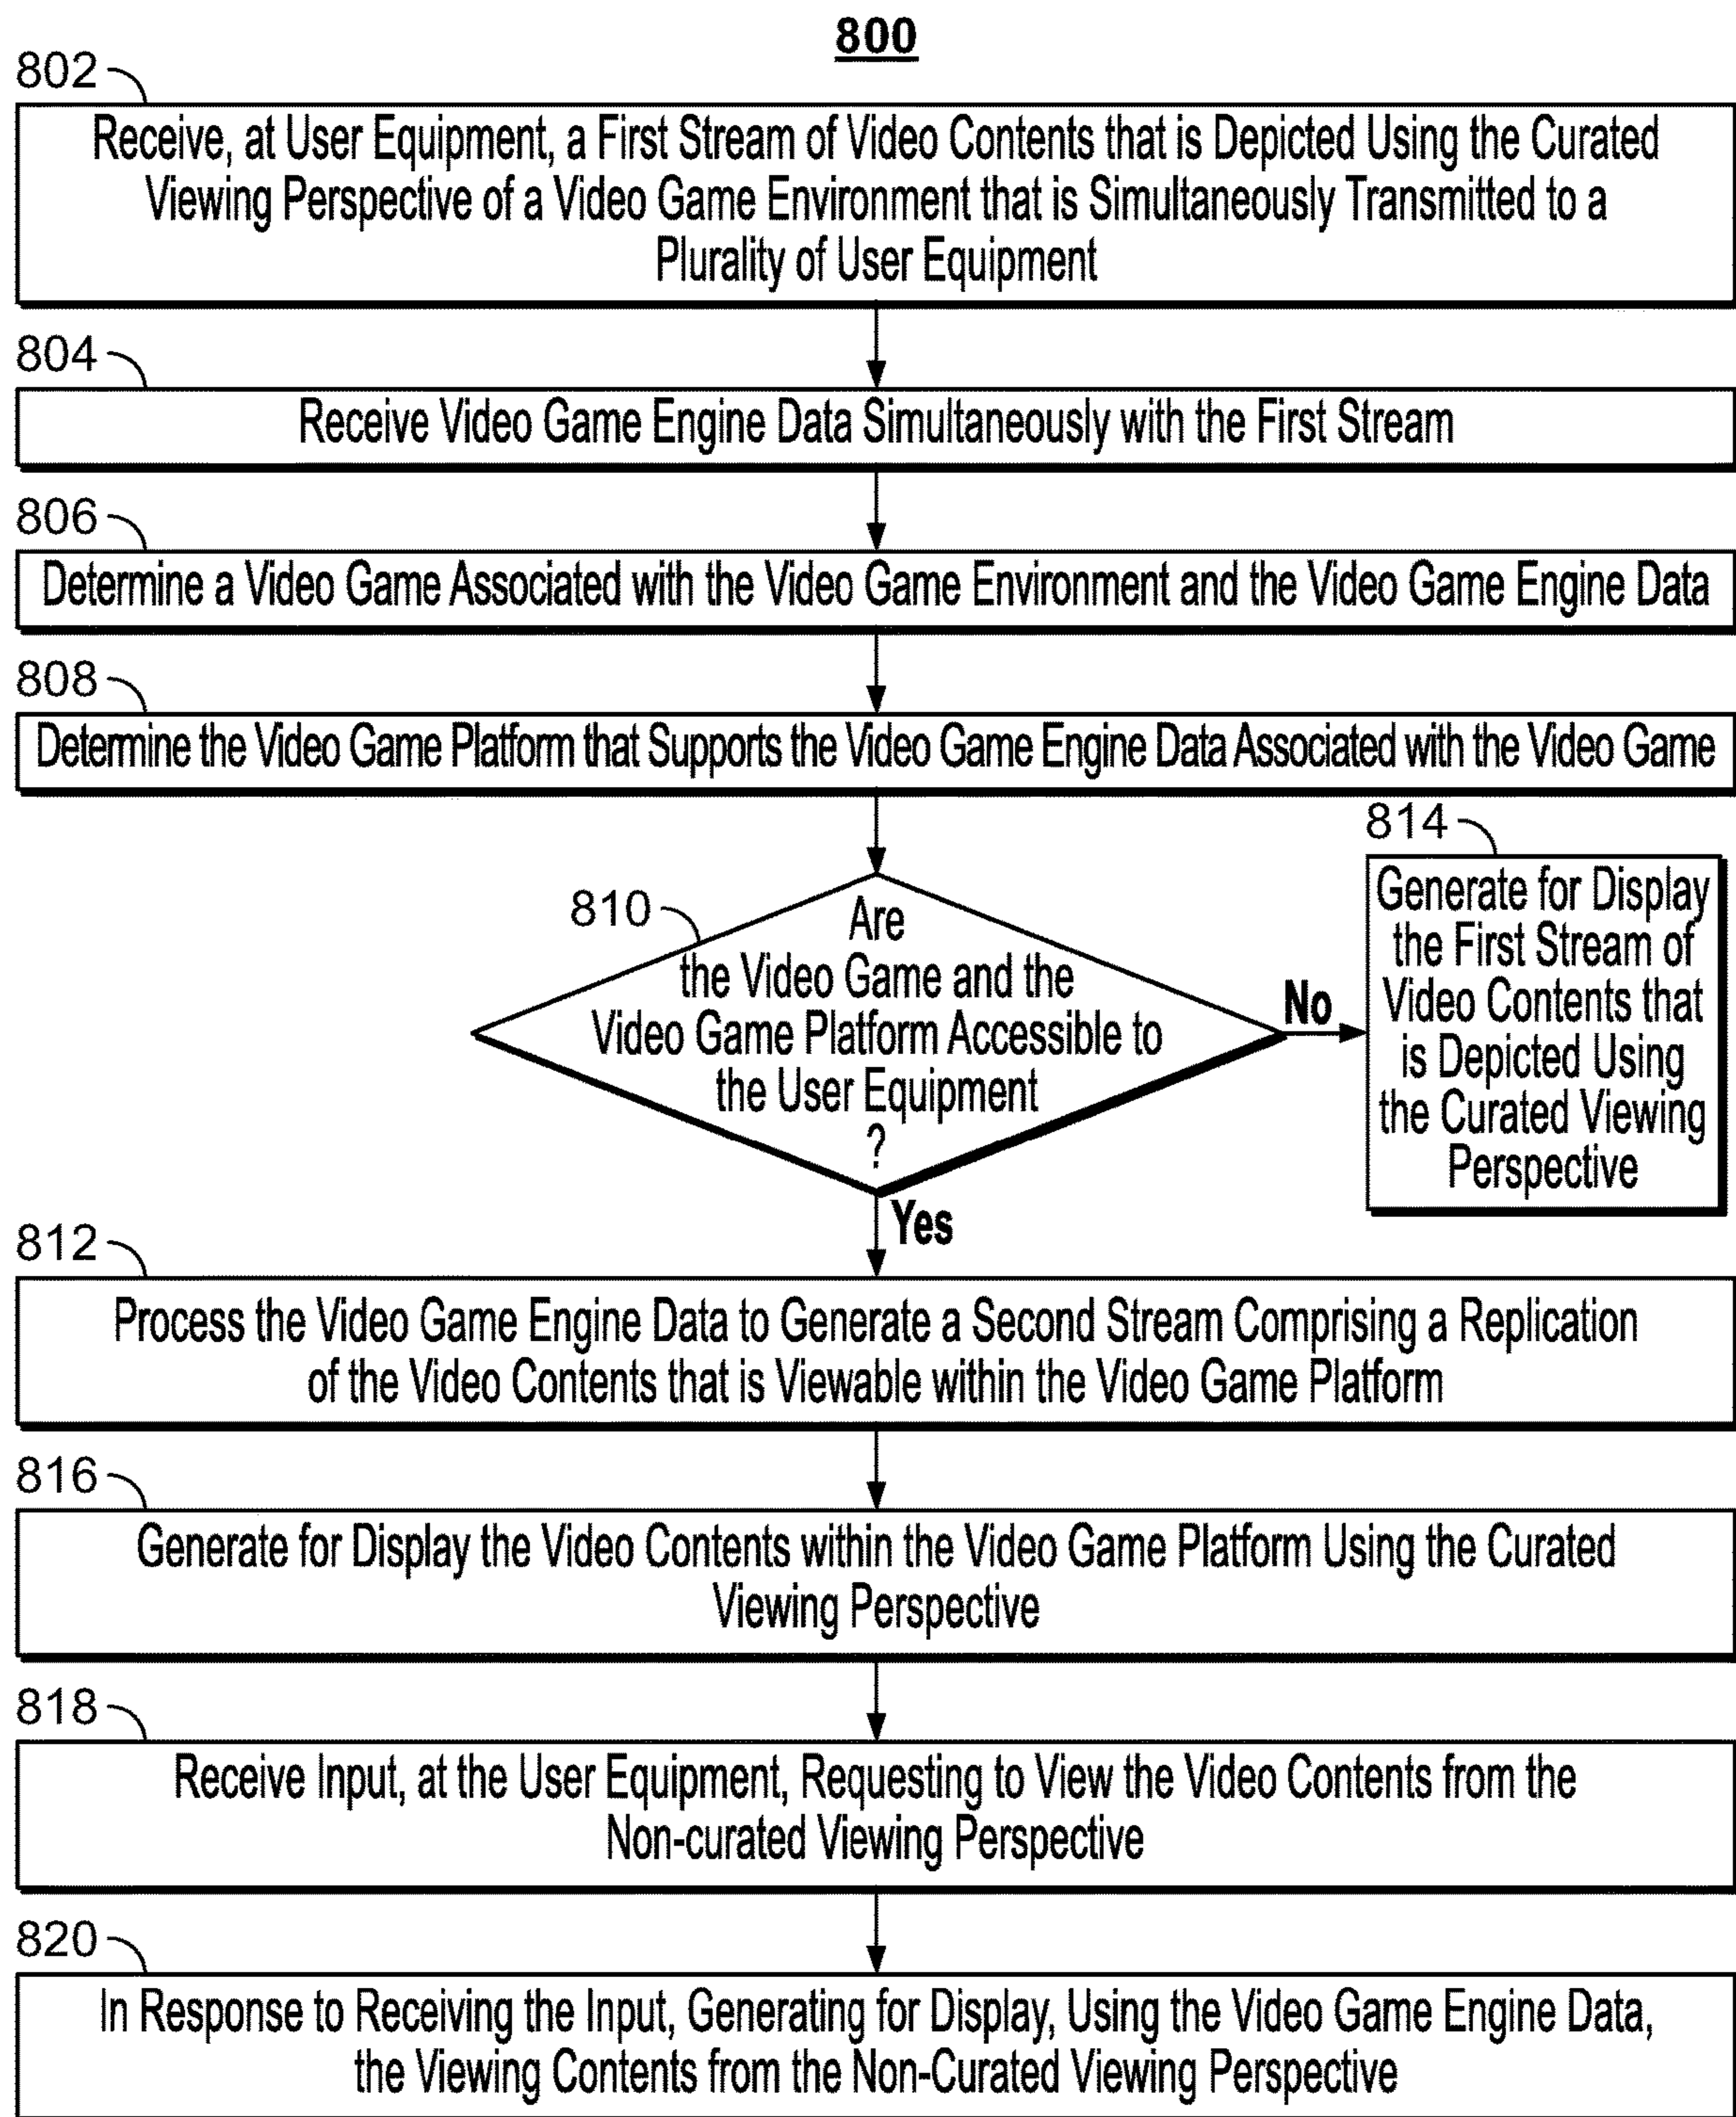 800
802
Receive, at User Equipment, a First Stream of Video Contents that is Depicted Using the Curated
Viewing Perspective of a Video Game Environment that is Simultaneously Transmitted to a
Plurality of User Equipment
804
Receive Video Game Engine Data Simultaneously with the First Stream
806
Determine a Video Game Associated with the Video Game Environment and the Video Game Engine Data
808
Determine the Video Game Platform that Supports the Video Game Engine Data Associated with the Video Game
810
Are
the Video Game and the
Video Game Platform Accessible to
the User Equipment
?
No
814
Generate for Display
the First Stream of
Video Contents that
is Depicted Using
the Curated Viewing
Perspective
Yes
812
Process the Video Game Engine Data to Generate a Second Stream Comprising a Replication
of the Video Contents that is Viewable within the Video Game Platform
816
Generate for Display the Video Contents within the Video Game Platform Using the Curated
Viewing Perspective
818
Receive Input, at the User Equipment, Requesting to View the Video Contents from the
Non-curated Viewing Perspective
820
In Response to Receiving the Input, Generating for Display, Using the Video Game Engine Data,
the Viewing Contents from the Non-Curated Viewing Perspective